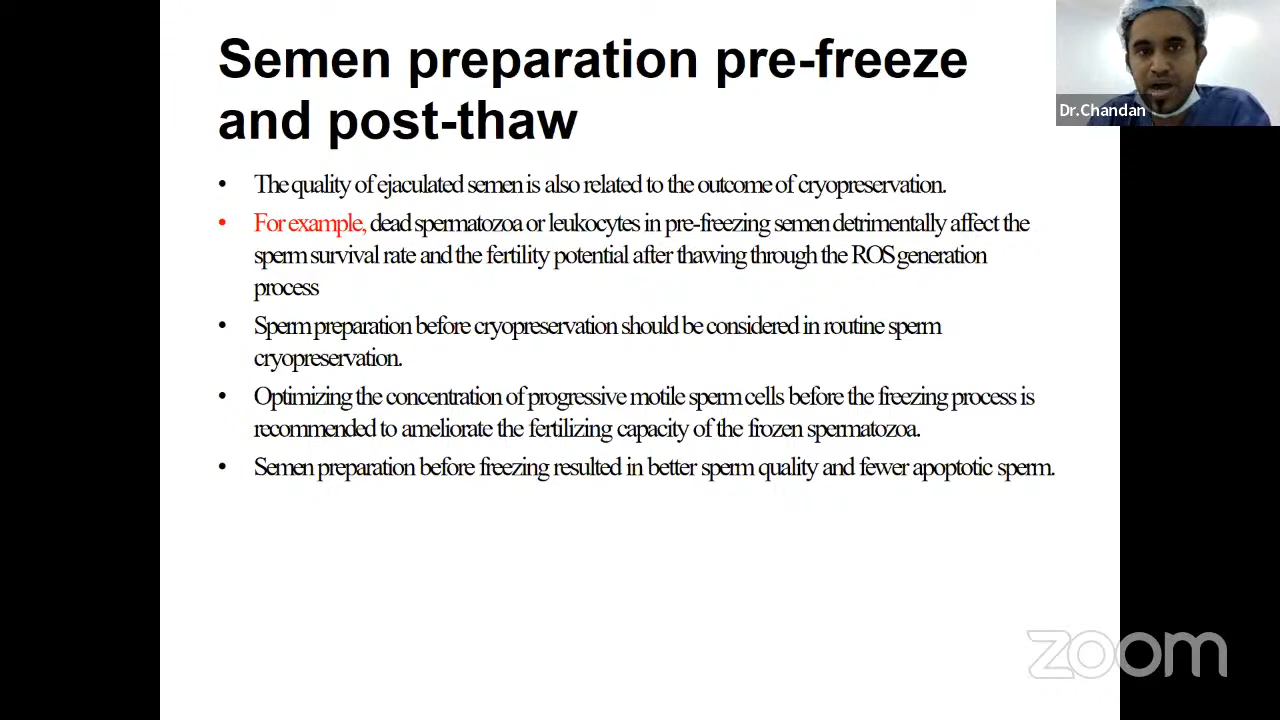 Semen preparation pre-freeze
and post-thaw
• The quality of ejaculated semen is also related to the outcome of cryopreservation.
• For example, dead spermatozoa or leukocytes in pre-freezing semen detrimentally affect the
sperm survival rate and the fertility potential after thawing through the ROS generation
process
• Sperm preparation before cryopreservation should be considered in routine sperm
cryopreservation.
• Optimizing the concentration of progressive motile sperm cells before the freezing process is
recommended to ameliorate the fertilizing capacity of the frozen spermatozoa.
• Semen preparation before freezing resulted in better sperm quality and fewer apoptotic sperm.
Dr.Chandan
zoom